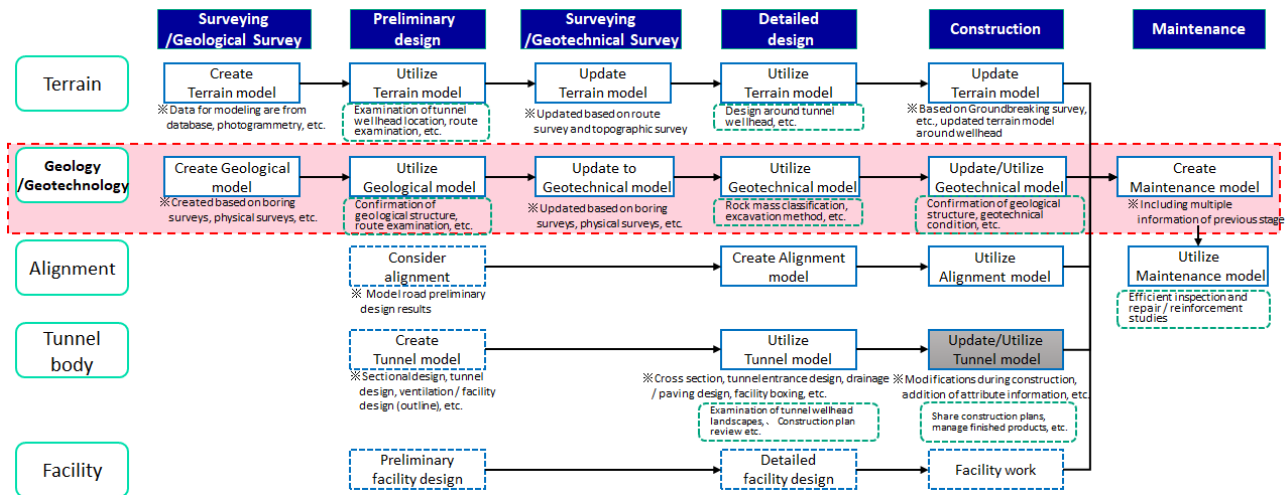 Surveying
/Geological Survey
Preliminary
design
Surveying
/Geotechnical Survey
Detailed
design
Construction
Maintenance
Terrain
Create
Terrain model
※Data for modeling are from
database, photogrammetry, etc.
Utilize
Terrain model
Examination of tunnel
wellhead location, route
examination, etc.
Update
Terrain model
※Updated based on route
survey and topographic survey
Utilize
Terrain model
Design around tunnel
wellhead, etc.
Update
Terrain model
※Based on Groundbreaking survey,
etc., updated terrain model
around wellhead
Geology
/Geotechnology
Create Geological
model
※Created based on boring
surveys, physical surveys, etc.
Utilize
Geological model
Confirmation of
geological structure,
route examination, etc.
Update to
Geotechnical model
※Updated based on boring
surveys, physical surveys, etc.
Utilize
Geotechnical model
Rock mass classification,
excavation method, etc.
Update/Utilize
Geotechnical model
Confirmation of geological
structure, geotechnical
condition, etc.
Create
Maintenance model
※Including multiple
information of previous stage
Alignment
Consider
alignment
※ Model road preliminary
design results
Create Alignment
model
Utilize
Alignment model
Utilize
Maintenance model
Efficient inspection and
repair / reinforcement
studies
Tunnel
body
Create
Tunnel model
※Sectional design, tunnel
design, ventilation / facility
design (outline), etc.
Utilize
Tunnel model
※Cross section, tunnel entrance design, drainage
/ paving design, facility boxing, etc.
Examination of tunnel wellhead
landscapes,、 Construction plan
review etc.
Update/Utilize
Tunnel model
※Modifications during construction,
addition of attribute information, etc.
Share construction plans,
manage finished products, etc.
Facility
Preliminary
facility design
Detailed
facility design
Facility work